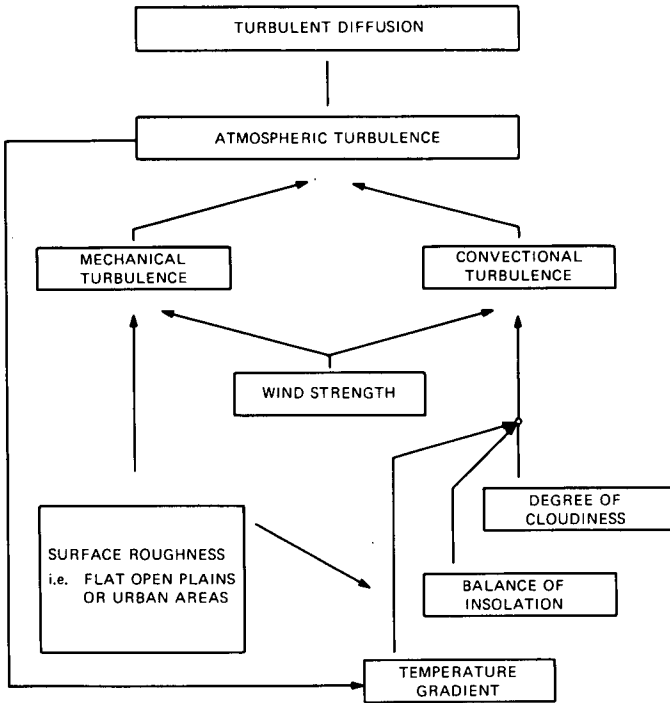 TURBULENT DIFFUSION
ATMOSPHERIC TURBULENCE
MECHANICAL
TURBULENCE
CONVECTIONAL
TURBULENCE
WIND STRENGTH
DEGREE OF
CLOUDINESS
SURFACE ROUGHNESS
i.e. FLAT OPEN PLAINS
OR URBAN AREAS
BALANCE OF
INSOLATION
TEMPERATURE
GRADIENT